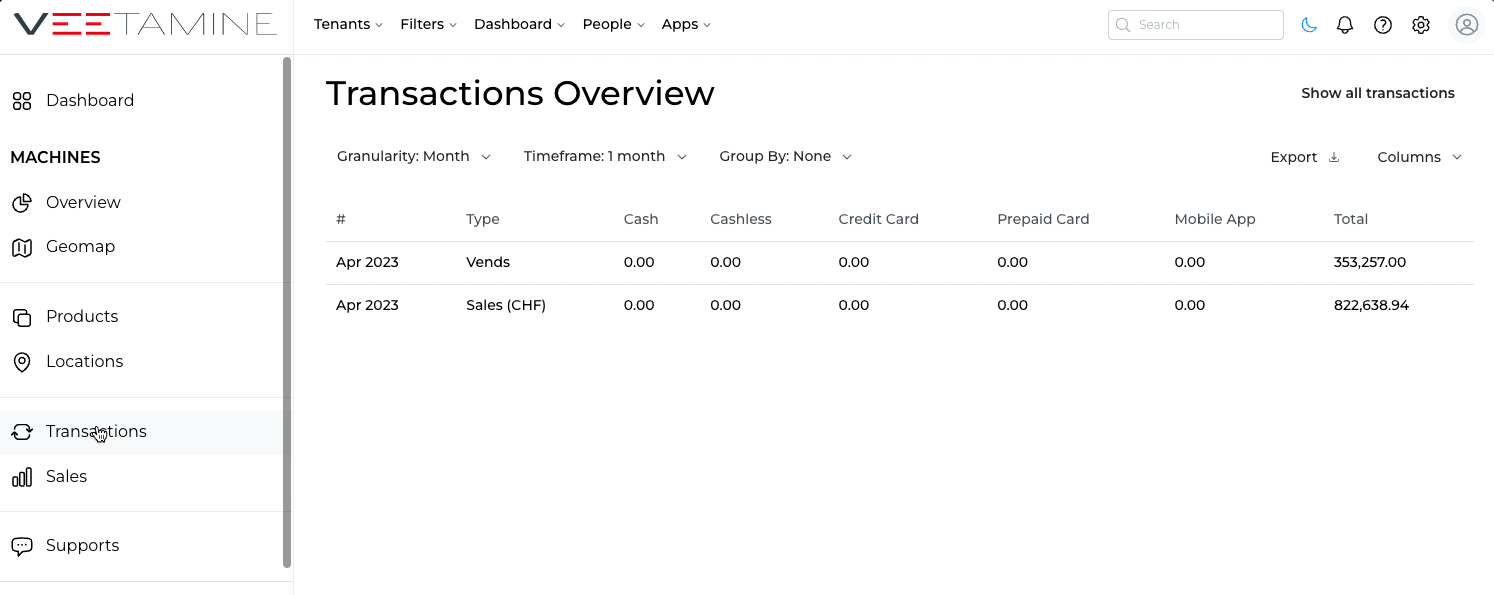 VEETAMINE
Tenants Filters Dashboard People Apps Search
Dashboard
MACHINES
Overview
Geomap
Products
Locations
Transactions
Sales
Supports
Transactions Overview
Show all transactions
Granularity: Month Timeframe: 1 month Group By: None Export Columns
# Type Cash Cashless Credit Card Prepaid Card Mobile App Total
Apr 2023 Vends 0.00 0.00 0.00 0.00 0.00 353,257.00
Apr 2023 Sales (CHF) 0.00 0.00 0.00 0.00 0.00 822,638.94